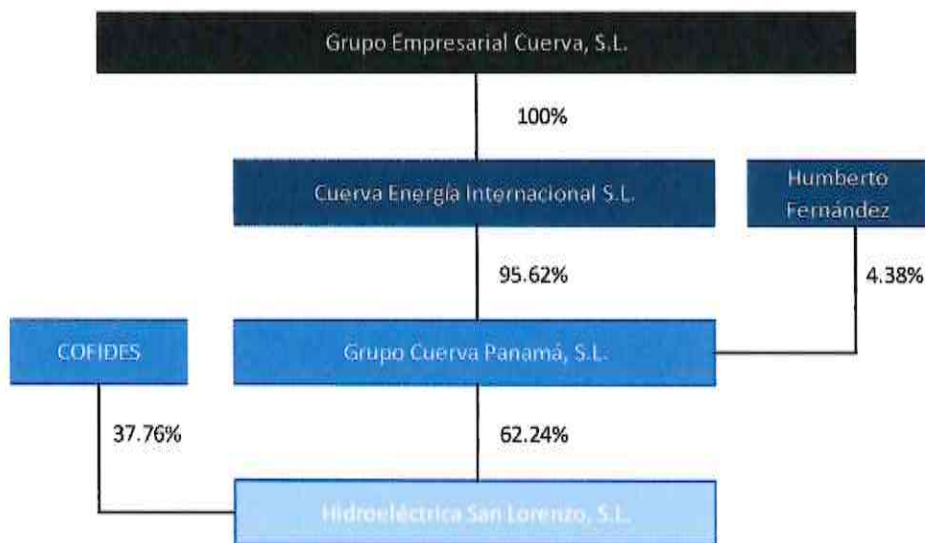 Grupo Empresarial Cuerva, S.L.
100%
Cuerva Energía Internacional S.L.
Humberto
Fernández
95.62%
4.38%
COFIDES
Grupo Cuerva Panamá, S.L.
37.76%
62.24%
Hidroeléctrica San Lorenzo, S.L.